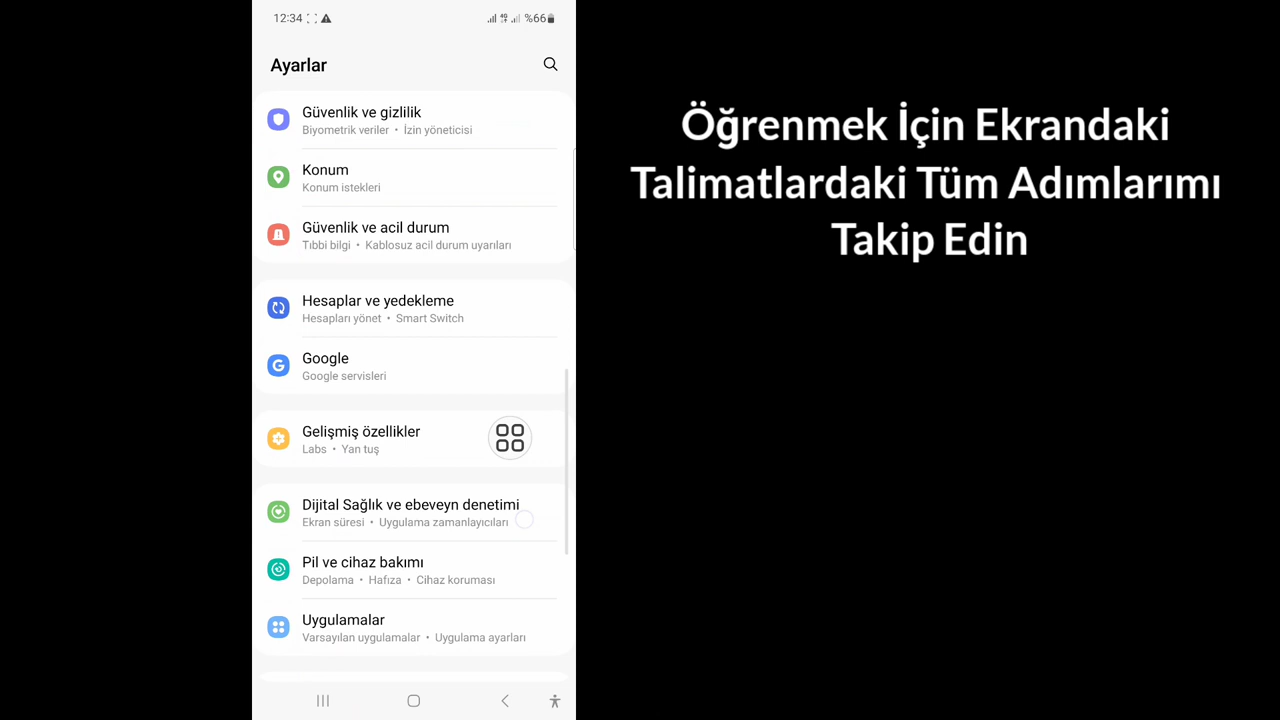 12:34
%66
Ayarlar
Güvenlik ve gizlilik
Biyometrik veriler • İzin yöneticisi
Konum
Konum istekleri
Güvenlik ve acil durum
Tıbbi bilgi • Kablosuz acil durum uyarıları
Hesaplar ve yedekleme
Hesapları yönet • Smart Switch
Google
Google servisleri
Gelişmiş özellikler
Labs • Yan tuş
Dijital Sağlık ve ebeveyn denetimi
Ekran süresi • Uygulama zamanlayıcıları
Pil ve cihaz bakımı
Depolama • Hafıza • Cihaz koruması
Uygulamalar
Varsayılan uygulamalar • Uygulama ayarları
Öğrenmek İçin Ekrandaki
Talimatlardaki Tüm Adımlarımı
Takip Edin